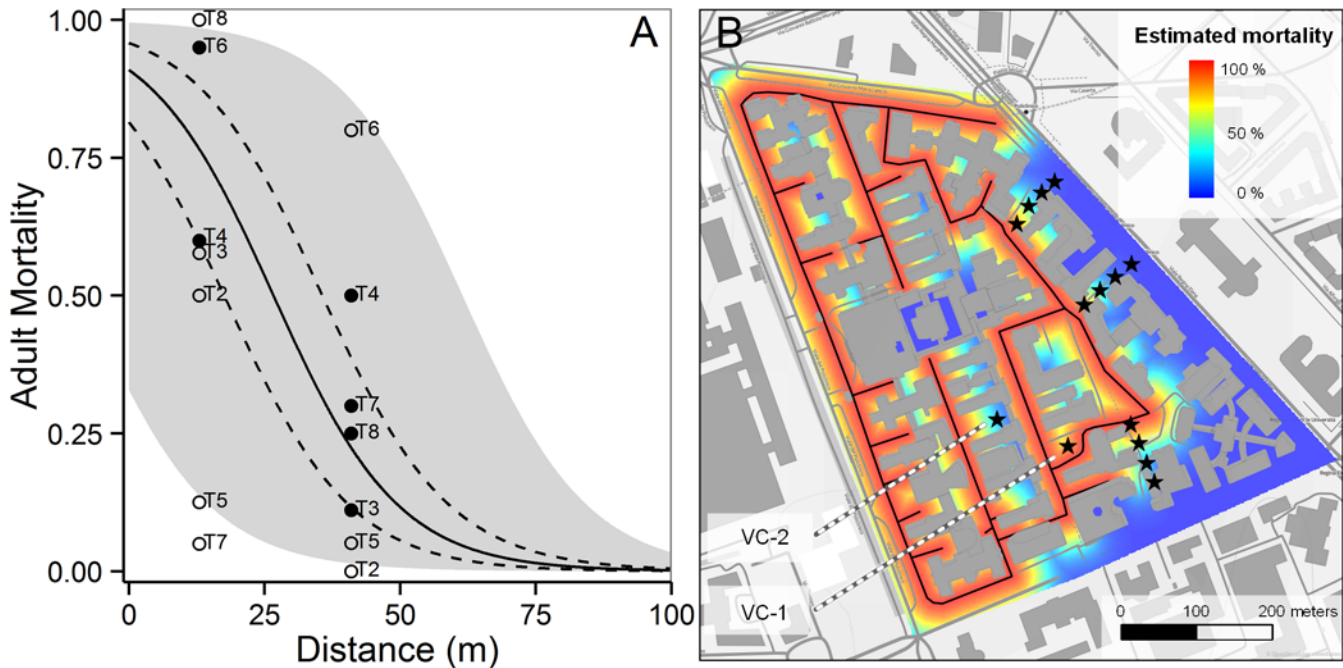 A
1.00
0.75
0.50
0.25
0.00
Adult Mortality
T8
T6
T4
T3
T2
T5
T7
T6
T4
T7
T8
T3
T5
T2
0
25
50
75
100
Distance (m)
B
Estimated mortality
100 %
50 %
0 %
VC-2
VC-1
0
100
200 meters